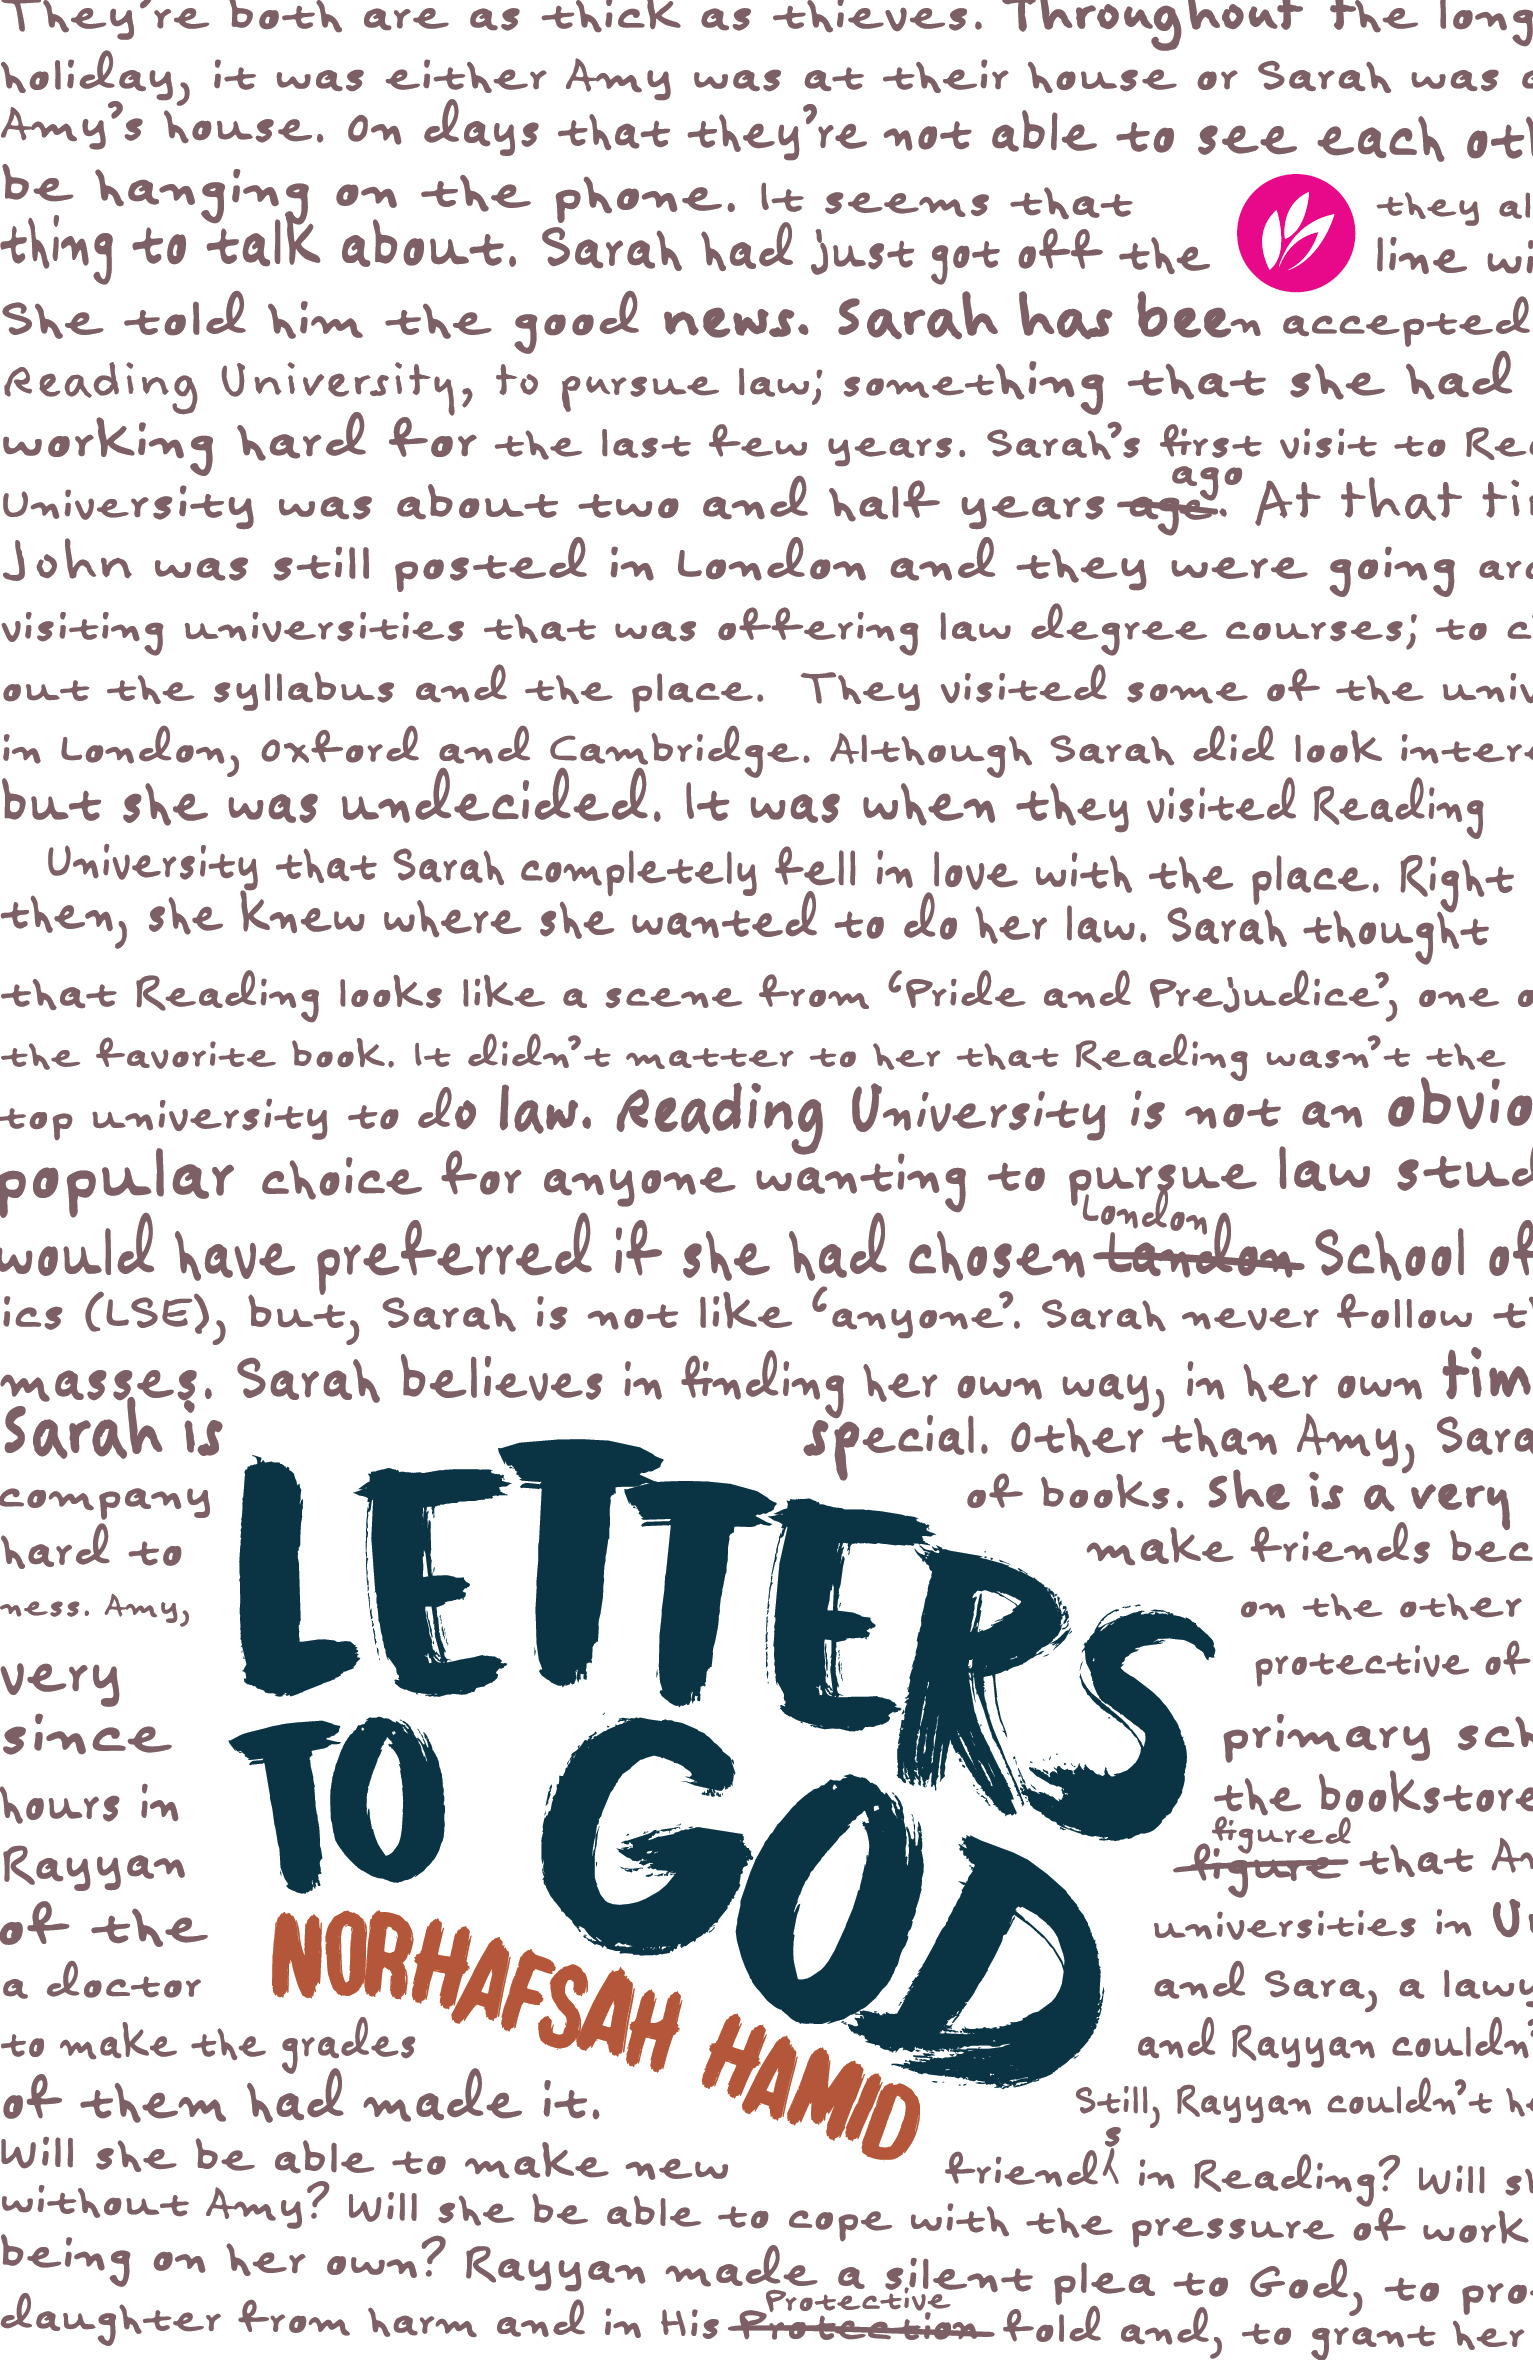 They're both are as thick as thieves. Throughout the long
holiday, it was either Amy was at their house or Sarah was
Amy's house. On days that they're not able to see each
be hanging on the phone. It seems that they
thing to talk about. Sarah had just got off the line
She told him the good news. Sarah has been accepted
Reading University, to pursue law; something that she had
working hard for the last few years. Sarah's first visit to
ago
University was about two and half years age. At that
John was still posted in London and they were going
visiting universities that was offering law degree courses; to
out the syllabus and the place. They visited some of the
in London, Oxford and Cambridge. Although Sarah did look
but she was undecided. It was when they visited Reading
University that Sarah completely fell in love with the place. Right
then, she knew where she wanted to do her law. Sarah thought
that Reading looks like a scene from ‘Pride and Prejudice’, one
the favorite book. It didn't matter to her that Reading wasn't the
top university to do law. Reading University is not an
popular choice for anyone wanting to pursue law
London
would have preferred if she had chosen Landon School of
ics (LSE), but, Sarah is not like ‘anyone’. Sarah never follow
masses. Sarah believes in finding her own way, in her own
Sarah is special. Other than Amy,
company of books. She is a very
hard to make friends
ness. Amy, on the other
very protective of
since primary
hours in the bookstore
figured
Rayyan figure that
of the universities in
a doctor and Sara, a
to make the grades and Rayyan
of them had made it. Still, Rayyan couldn't
s
Will she be able to make new friend in Reading? Will
without Amy? Will she be able to cope with the pressure of work
being on her own? Rayyan made a silent plea to God, to
Protective
daughter from harm and in His Protection fold and, to grant her
LETTERS
TO GOD
NORHAFSAH HAMID